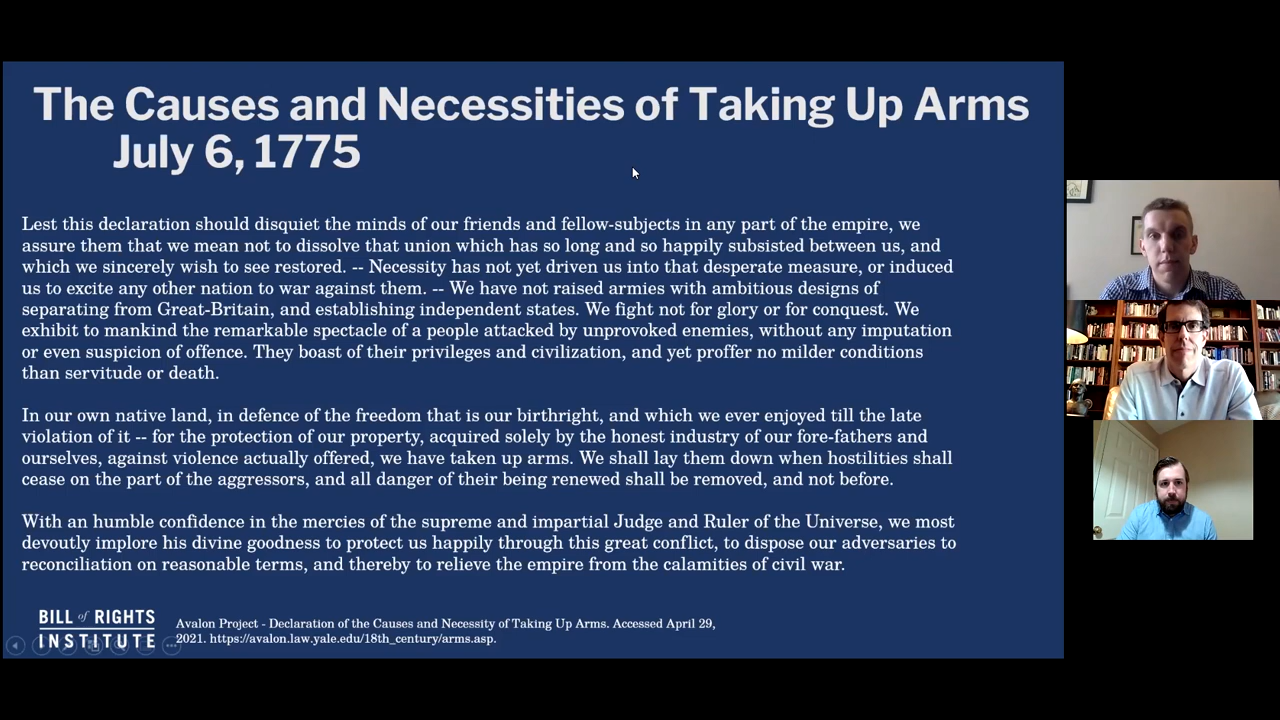 The Causes and Necessities of Taking Up Arms
July 6, 1775
Lest this declaration should disquiet the minds of our friends and fellow-subjects in any part of the empire, we
assure them that we mean not to dissolve that union which has so long and so happily subsisted between us, and
which we sincerely wish to see restored. -- Necessity has not yet driven us into that desperate measure, or induced
us to excite any other nation to war against them. -- We have not raised armies with ambitious designs of
separating from Great-Britain, and establishing independent states. We fight not for glory or for conquest. We
exhibit to mankind the remarkable spectacle of a people attacked by unprovoked enemies, without any imputation
or even suspicion of offence. They boast of their privileges and civilization, and yet proffer no milder conditions
than servitude or death.
In our own native land, in defence of the freedom that is our birthright, and which we ever enjoyed till the late
violation of it -- for the protection of our property, acquired solely by the honest industry of our fore-fathers and
ourselves, against violence actually offered, we have taken up arms. We shall lay them down when hostilities shall
cease on the part of the aggressors, and all danger of their being renewed shall be removed, and not before.
With an humble confidence in the mercies of the supreme and impartial Judge and Ruler of the Universe, we most
devoutly implore his divine goodness to protect us happily through this great conflict, to dispose our adversaries to
reconciliation on reasonable terms, and thereby to relieve the empire from the calamities of civil war.
BILL of RIGHTS
INSTITUTE
Avalon Project - Declaration of the Causes and Necessity of Taking Up Arms. Accessed April 29,
2021. https://avalon.law.yale.edu/18th_century/arms.asp.